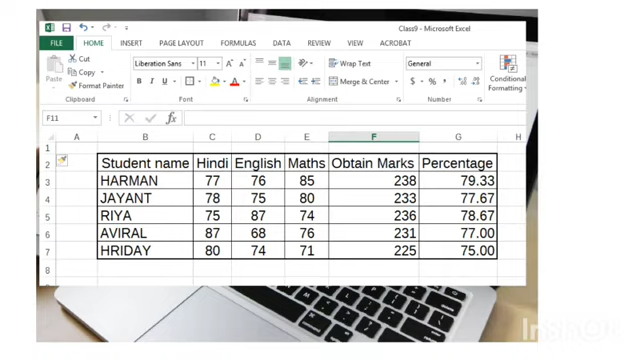 Class9 - Microsoft Excel
FILE HOME INSERT PAGE LAYOUT FORMULAS DATA REVIEW VIEW ACROBAT
Cut
Copy
Format Painter
Paste
Clipboard
Liberation Sans 11
B I U
Font
Wrap Text
Merge & Center
Alignment
General
$ % ,
Number
Conditional
Formatting
F11 fx
A B C D E F G H
1
2 Student name Hindi English Maths Obtain Marks Percentage
3 HARMAN 77 76 85 238 79.33
4 JAYANT 78 75 80 233 77.67
5 RIYA 75 87 74 236 78.67
6 AVIRAL 87 68 76 231 77.00
7 HRIDAY 80 74 71 225 75.00
8